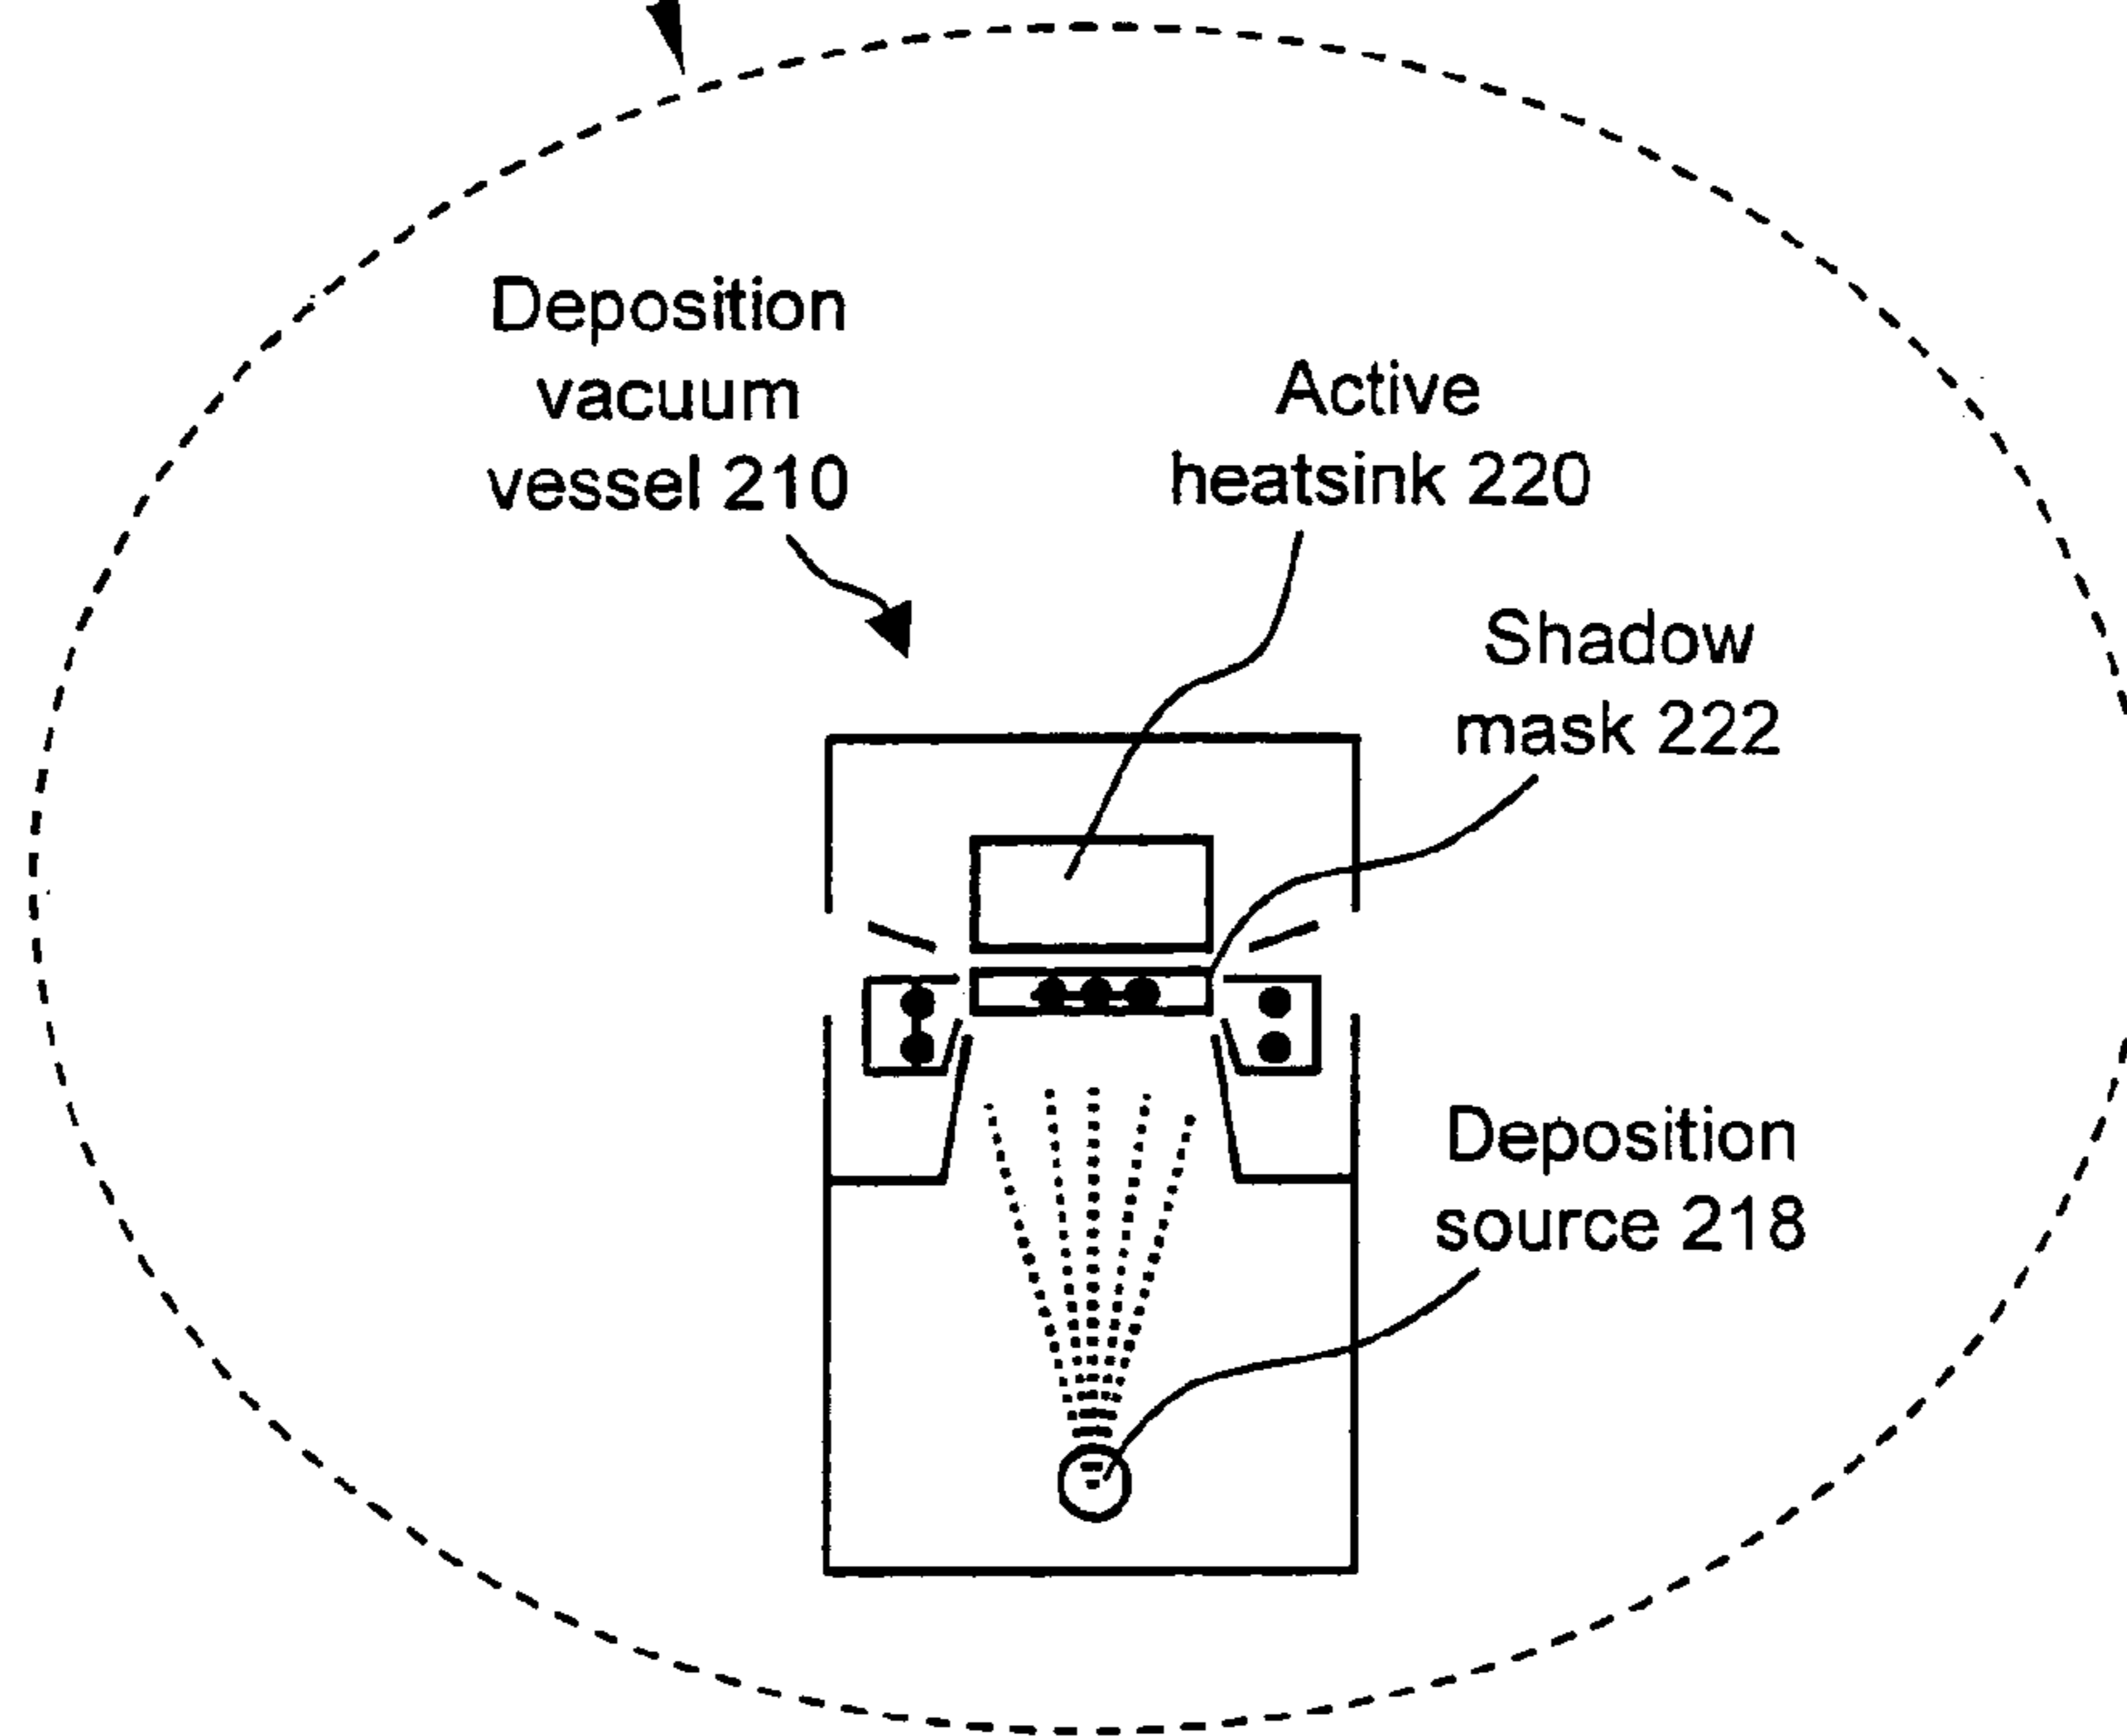 Deposition
vacuum
vessel 210
Active
heatsink 220
Shadow
mask 222
Deposition
source 218